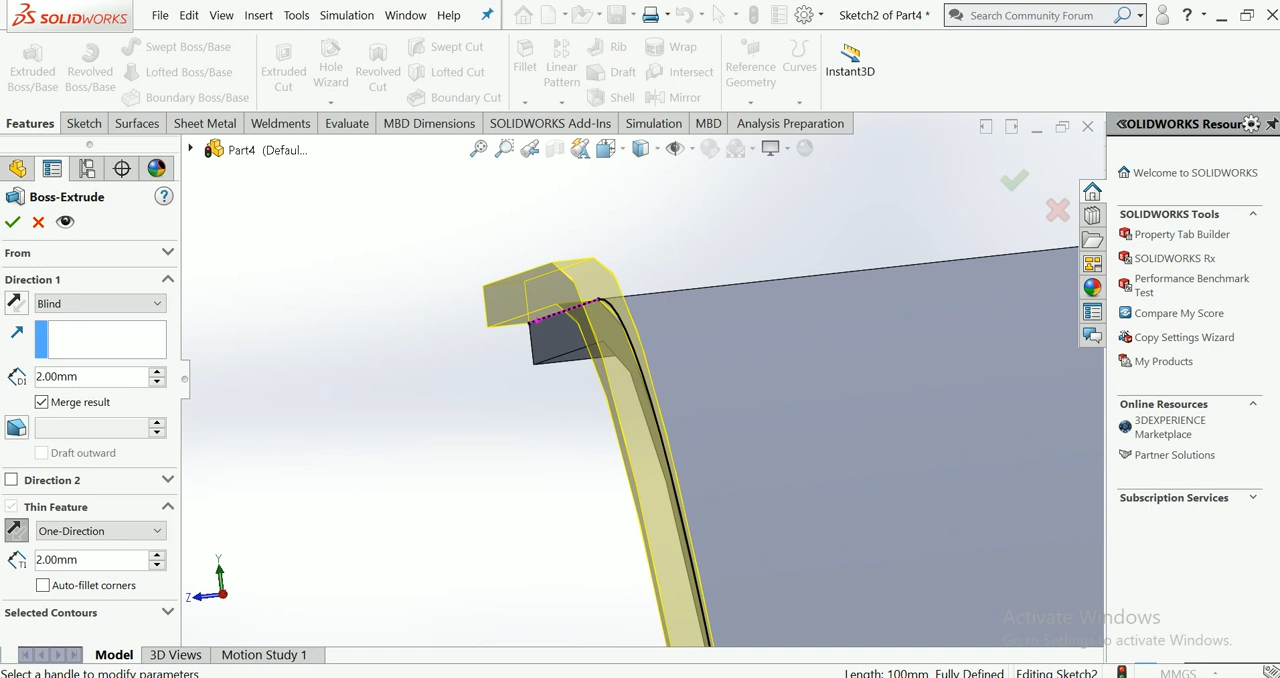 SOLIDWORKS File Edit View Insert Tools Simulation Window Help Sketch2 of Part4 * Search Community Forum ?
Extruded Boss/Base
Revolved Boss/Base
Swept Boss/Base
Lofted Boss/Base
Boundary Boss/Base
Extruded Cut
Hole Wizard
Revolved Cut
Swept Cut
Lofted Cut
Boundary Cut
Fillet
Linear Pattern
Rib
Draft
Shell
Wrap
Intersect
Mirror
Reference Geometry
Curves
Instant3D
Features Sketch Surfaces Sheet Metal Weldments Evaluate MBD Dimensions SOLIDWORKS Add-Ins Simulation MBD Analysis Preparation
Part4 (Defaul...
Boss-Extrude ?
From
Direction 1
Blind
D1 2.00mm
Merge result
Draft outward
Direction 2
Thin Feature
One-Direction
T1 2.00mm
Auto-fillet corners
Selected Contours
Y
Z
SOLIDWORKS Resour
Welcome to SOLIDWORKS
SOLIDWORKS Tools
Property Tab Builder
SOLIDWORKS Rx
Performance Benchmark
Test
Compare My Score
Copy Settings Wizard
My Products
Online Resources
3DEXPERIENCE
Marketplace
Partner Solutions
Subscription Services
Activate Windows
Go to Settings to activate Windows.
Model 3D Views Motion Study 1
Select a handle to modify parameters Length: 100mm Fully Defined Editing Sketch2 MMGS